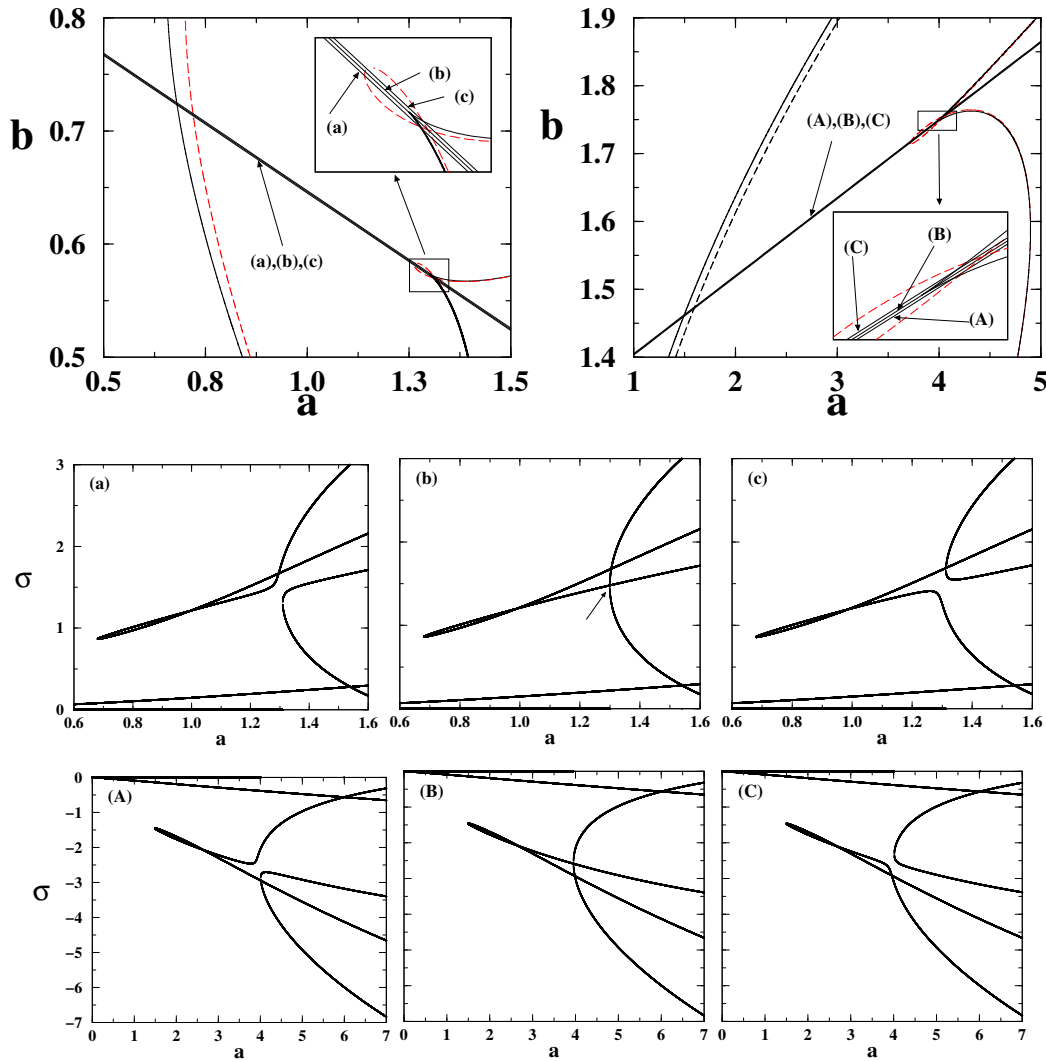 0.8
0.7
0.6
0.5
b
0.5
0.8
1.0
1.3
1.5
a
(a)
(b)
(c)
(a),(b),(c)
1.9
1.8
1.7
1.6
1.5
1.4
b
1
2
3
4
5
a
(A),(B),(C)
(C)
(B)
(A)
(a)
3
2
1
0
σ
0.6 0.8 1.0 1.2 1.4 1.6
a
(b)
0.6 0.8 1.0 1.2 1.4 1.6
a
(c)
0.6 0.8 1.0 1.2 1.4 1.6
a
(A)
0
−1
−2
−3
−4
−5
−6
−7
σ
0 1 2 3 4 5 6 7
a
(B)
0 1 2 3 4 5 6 7
a
(C)
0 1 2 3 4 5 6 7
a